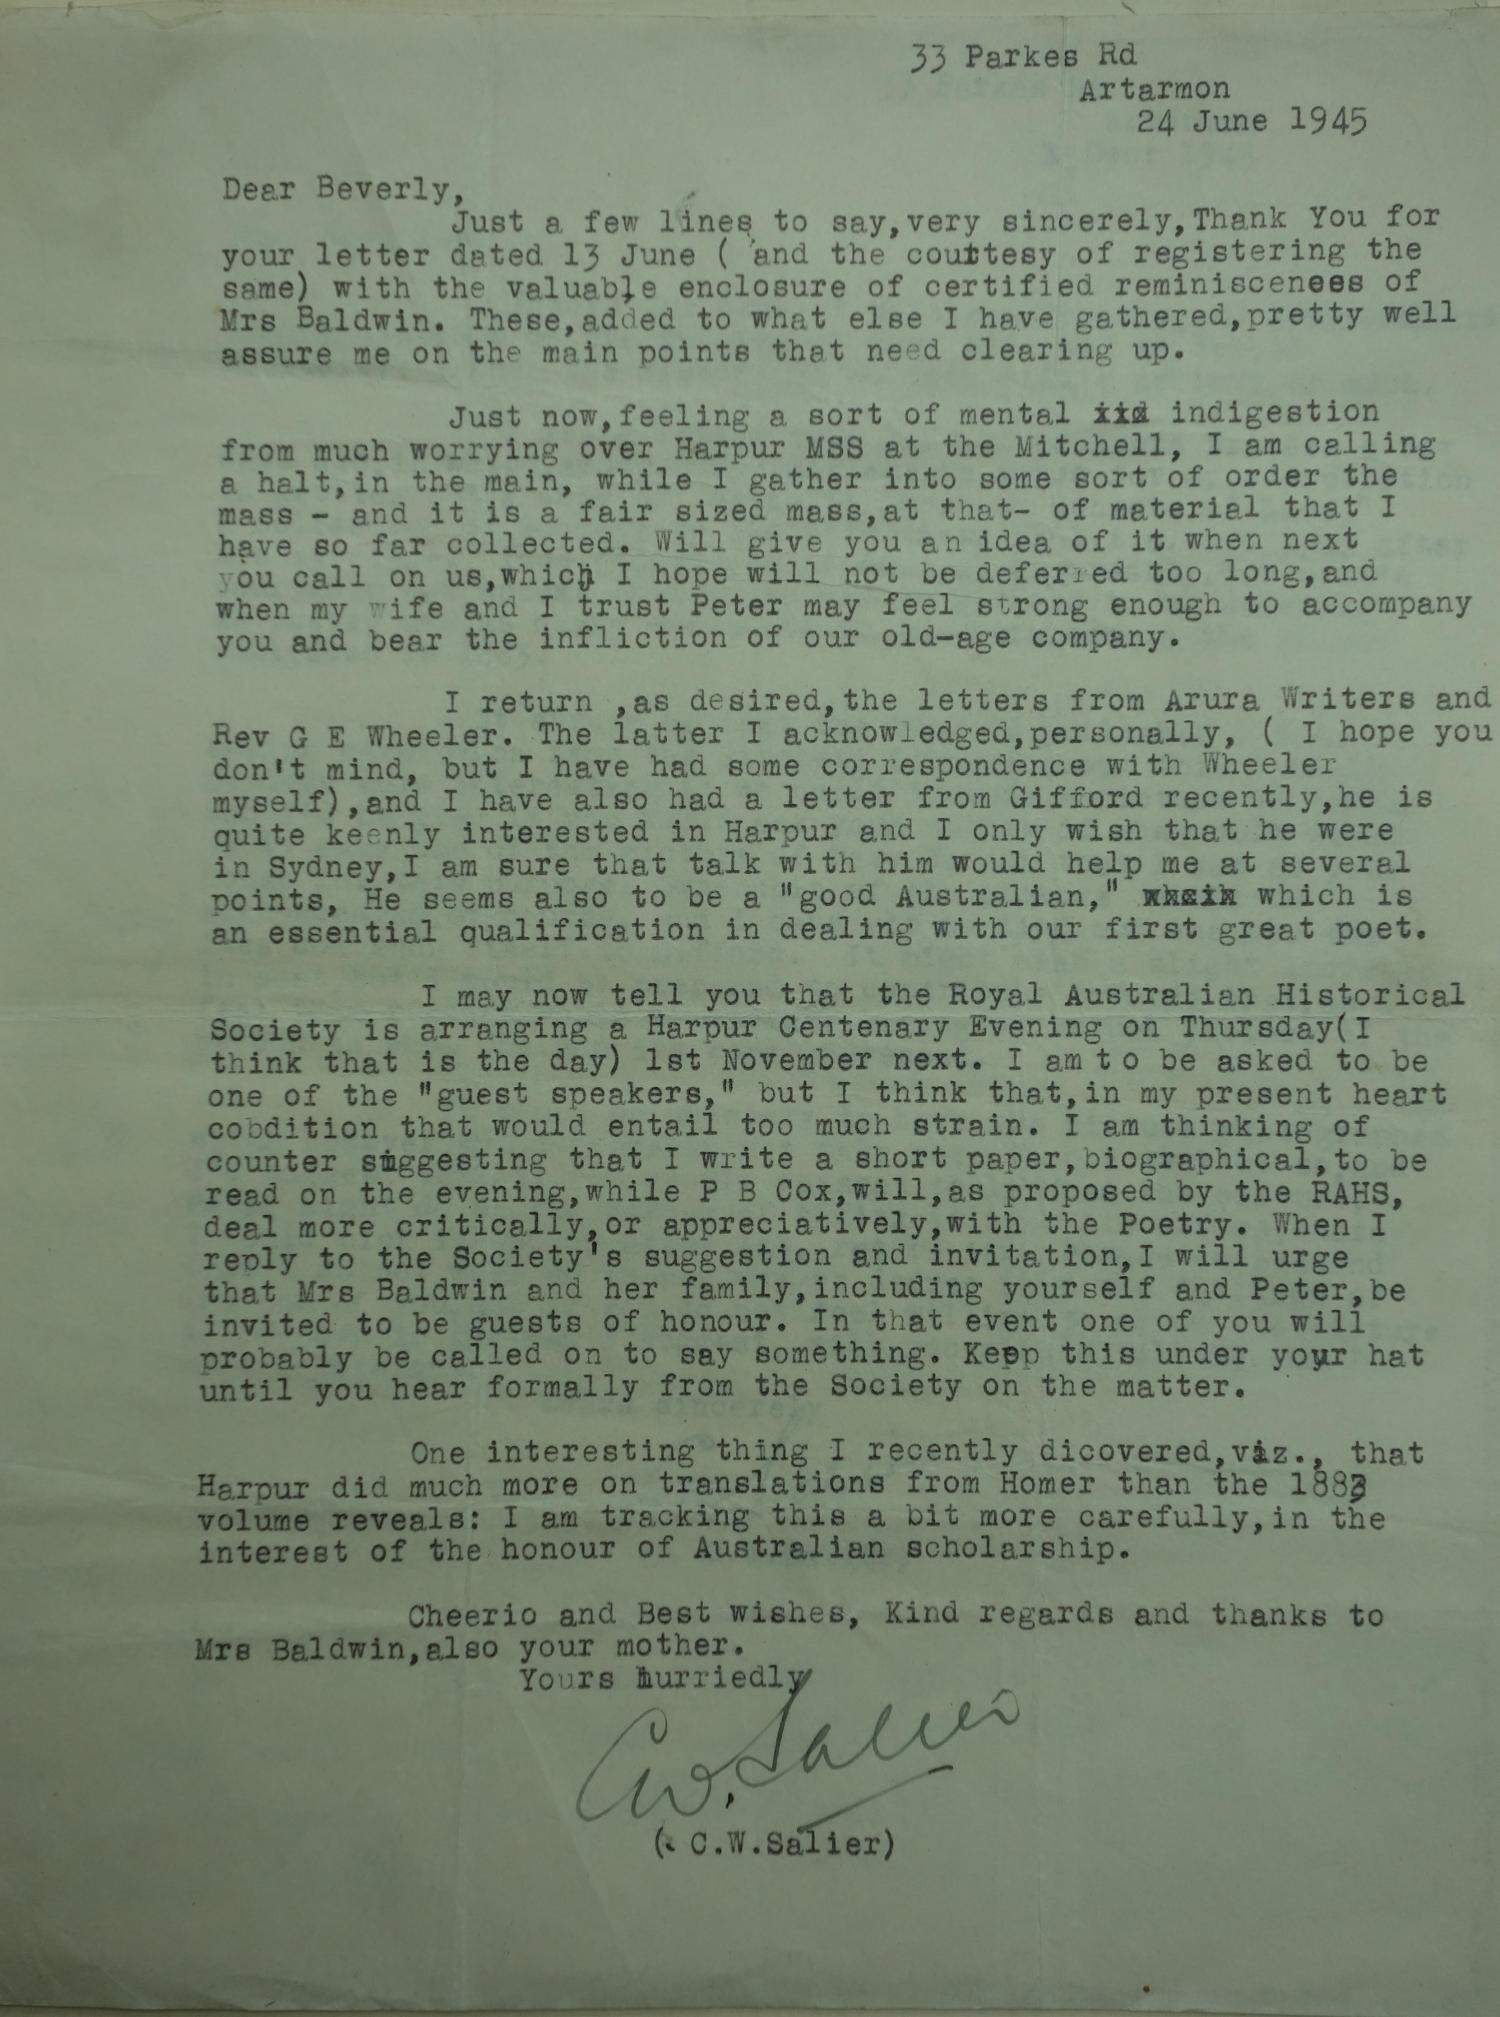 33 Parkes Rd
Artarmon
24 June 1945
Dear Beverly,
Just a few lines to say,very sincerely,Thank You for
your letter dated 13 June ( and the courtesy of registering the
same) with the valuable enclosure of certified reminiscenees of
Mrs Baldwin. These,added to what else I have gathered,pretty well
assure me on the main points that need clearing up.
Just now,feeling a sort of mental iid indigestion
from much worrying over Harpur MSS at the Mitchell, I am calling
a halt,in the main, while I gather into some sort of order the
mass - and it is a fair sized mass,at that- of material that I
have so far collected. Will give you an idea of it when next
you call on us,which I hope will not be deferred too long,and
when my wife and I trust Peter may feel strong enough to accompany
you and bear the infliction of our old-age company.
I return ,as desired,the letters from Arura Writers and
Rev G E Wheeler. The latter I acknowledged,personally, ( I hope you
don't mind, but I have had some correspondence with Wheeler
myself),and I have also had a letter from Gifford recently,he is
quite keenly interested in Harpur and I only wish that he were
in Sydney,I am sure that talk with him would help me at several
points, He seems also to be a "good Australian," which is
an essential qualification in dealing with our first great poet.
I may now tell you that the Royal Australian Historical
Society is arranging a Harpur Centenary Evening on Thursday(I
think that is the day) 1st November next. I am to be asked to be
one of the "guest speakers," but I think that,in my present heart
cobdition that would entail too much strain. I am thinking of
counter suggesting that I write a short paper,biographical,to be
read on the evening,while P B Cox,will,as proposed by the RAHS,
deal more critically,or appreciatively,with the Poetry. When I
reply to the Society's suggestion and invitation,I will urge
that Mrs Baldwin and her family,including yourself and Peter,be
invited to be guests of honour. In that event one of you will
probably be called on to say something. Keep this under your hat
until you hear formally from the Society on the matter.
One interesting thing I recently dicovered,viz., that
Harpur did much more on translations from Homer than the 1883
volume reveals: I am tracking this a bit more carefully,in the
interest of the honour of Australian scholarship.
Cheerio and Best wishes, Kind regards and thanks to
Mrs Baldwin,also your mother.
Yours hurriedly
CW. Salier
( C.W.Salier)